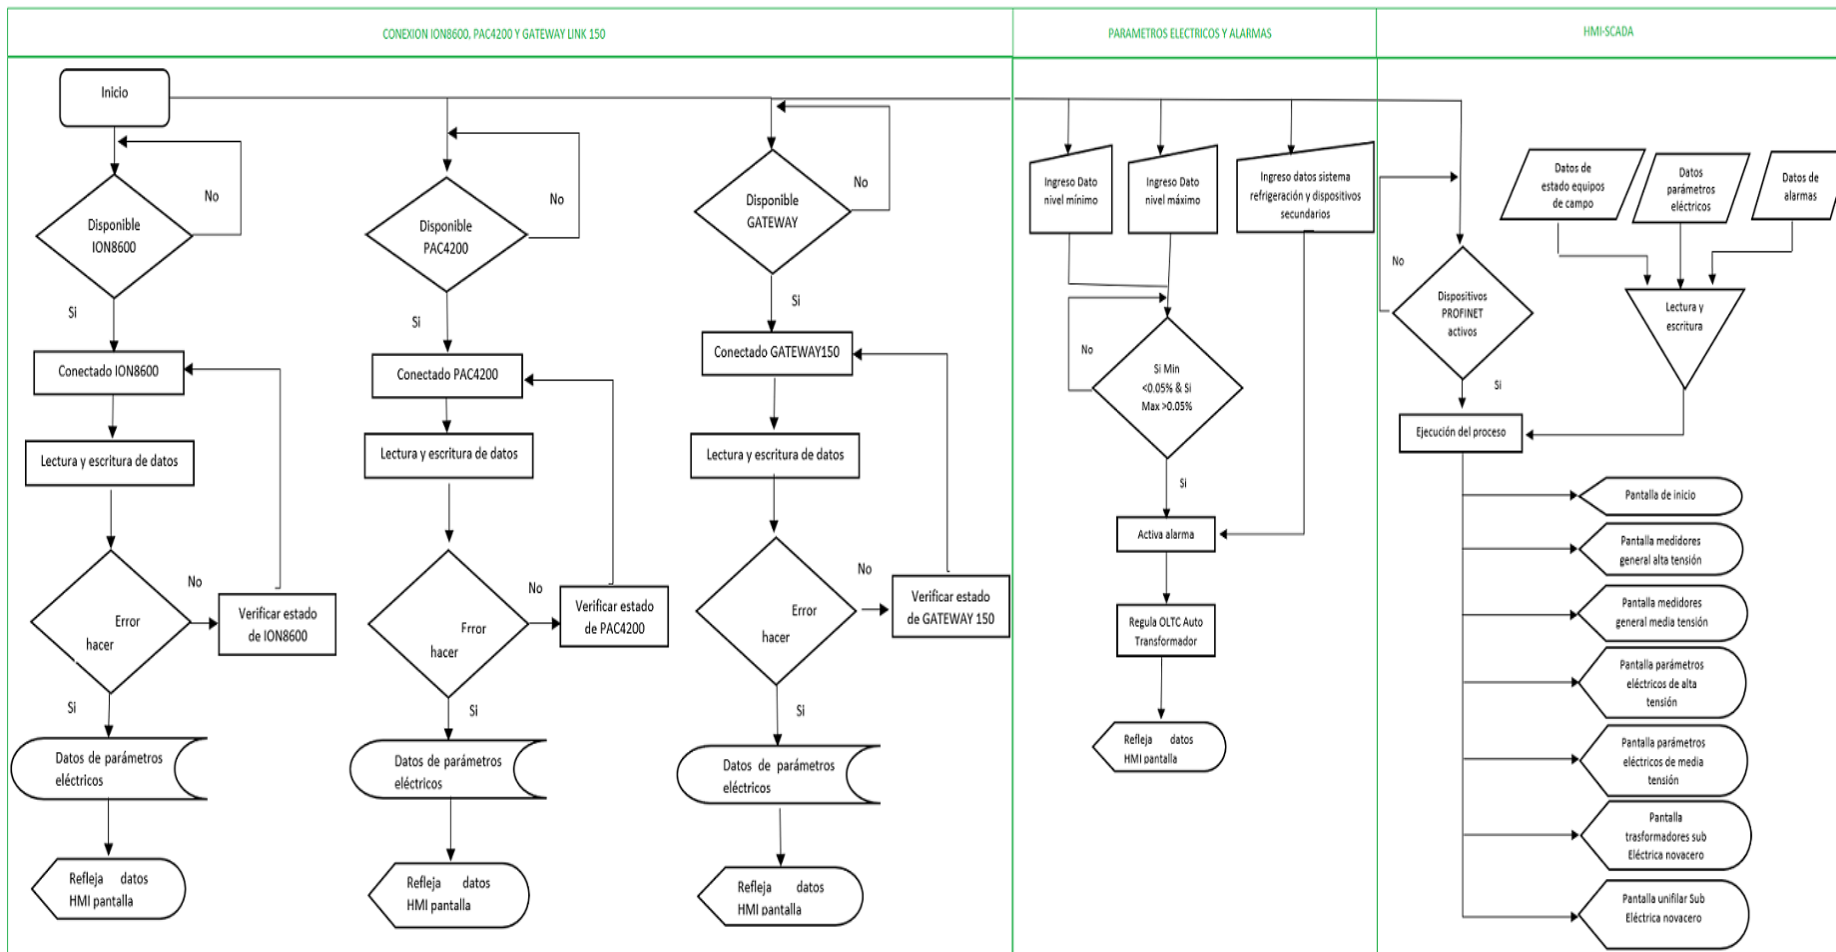 CONEXION ION8600, PAC4200 Y GATEWAY LINK 150
PARAMETROS ELECTRICOS Y ALARMAS
HMI-SCADA
Inicio
No
Disponible
ION8600
Si
Conectado ION8600
Lectura y escritura de datos
Error
hacer
No
Verificar estado
de ION8600
Si
Datos de parámetros
eléctricos
Refleja datos
HMI pantalla
No
Disponible
PAC4200
Si
Conectado PAC4200
Lectura y escritura de datos
Frror
hacer
No
Verificar estado
de PAC4200
Si
Datos de parámetros
eléctricos
Refleja datos
HMI pantalla
No
Disponible
GATEWAY
Si
Conectado GATEWAY150
Lectura y escritura de datos
Error
hacer
No
Verificar estado
de GATEWAY 150
Si
Datos de parámetros
eléctricos
Refleja datos
HMI pantalla
Ingreso Dato
nivel mínimo
Ingreso Dato
nivel máximo
Ingreso datos sistema
refrigeración y dispositivos
secundarios
No
Si Min
<0.05% & Si
Max >0.05%
Si
Activa alarma
Regula OLTC Auto
Transformador
Refleja datos
HMI pantalla
No
Dispositivos
PROFINET
activos
Si
Ejecución del proceso
Datos de
estado equipos
de campo
Datos
parámetros
eléctricos
Datos de
alarmas
Lectura y
escritura
Pantalla de inicio
Pantalla medidores
general alta tensión
Pantalla medidores
general media tensión
Pantalla parámetros
eléctricos de alta
tensión
Pantalla parámetros
eléctricos de media
tensión
Pantalla
trasformadores sub
Eléctrica novacero
Pantalla unifilar Sub
Eléctrica novacero